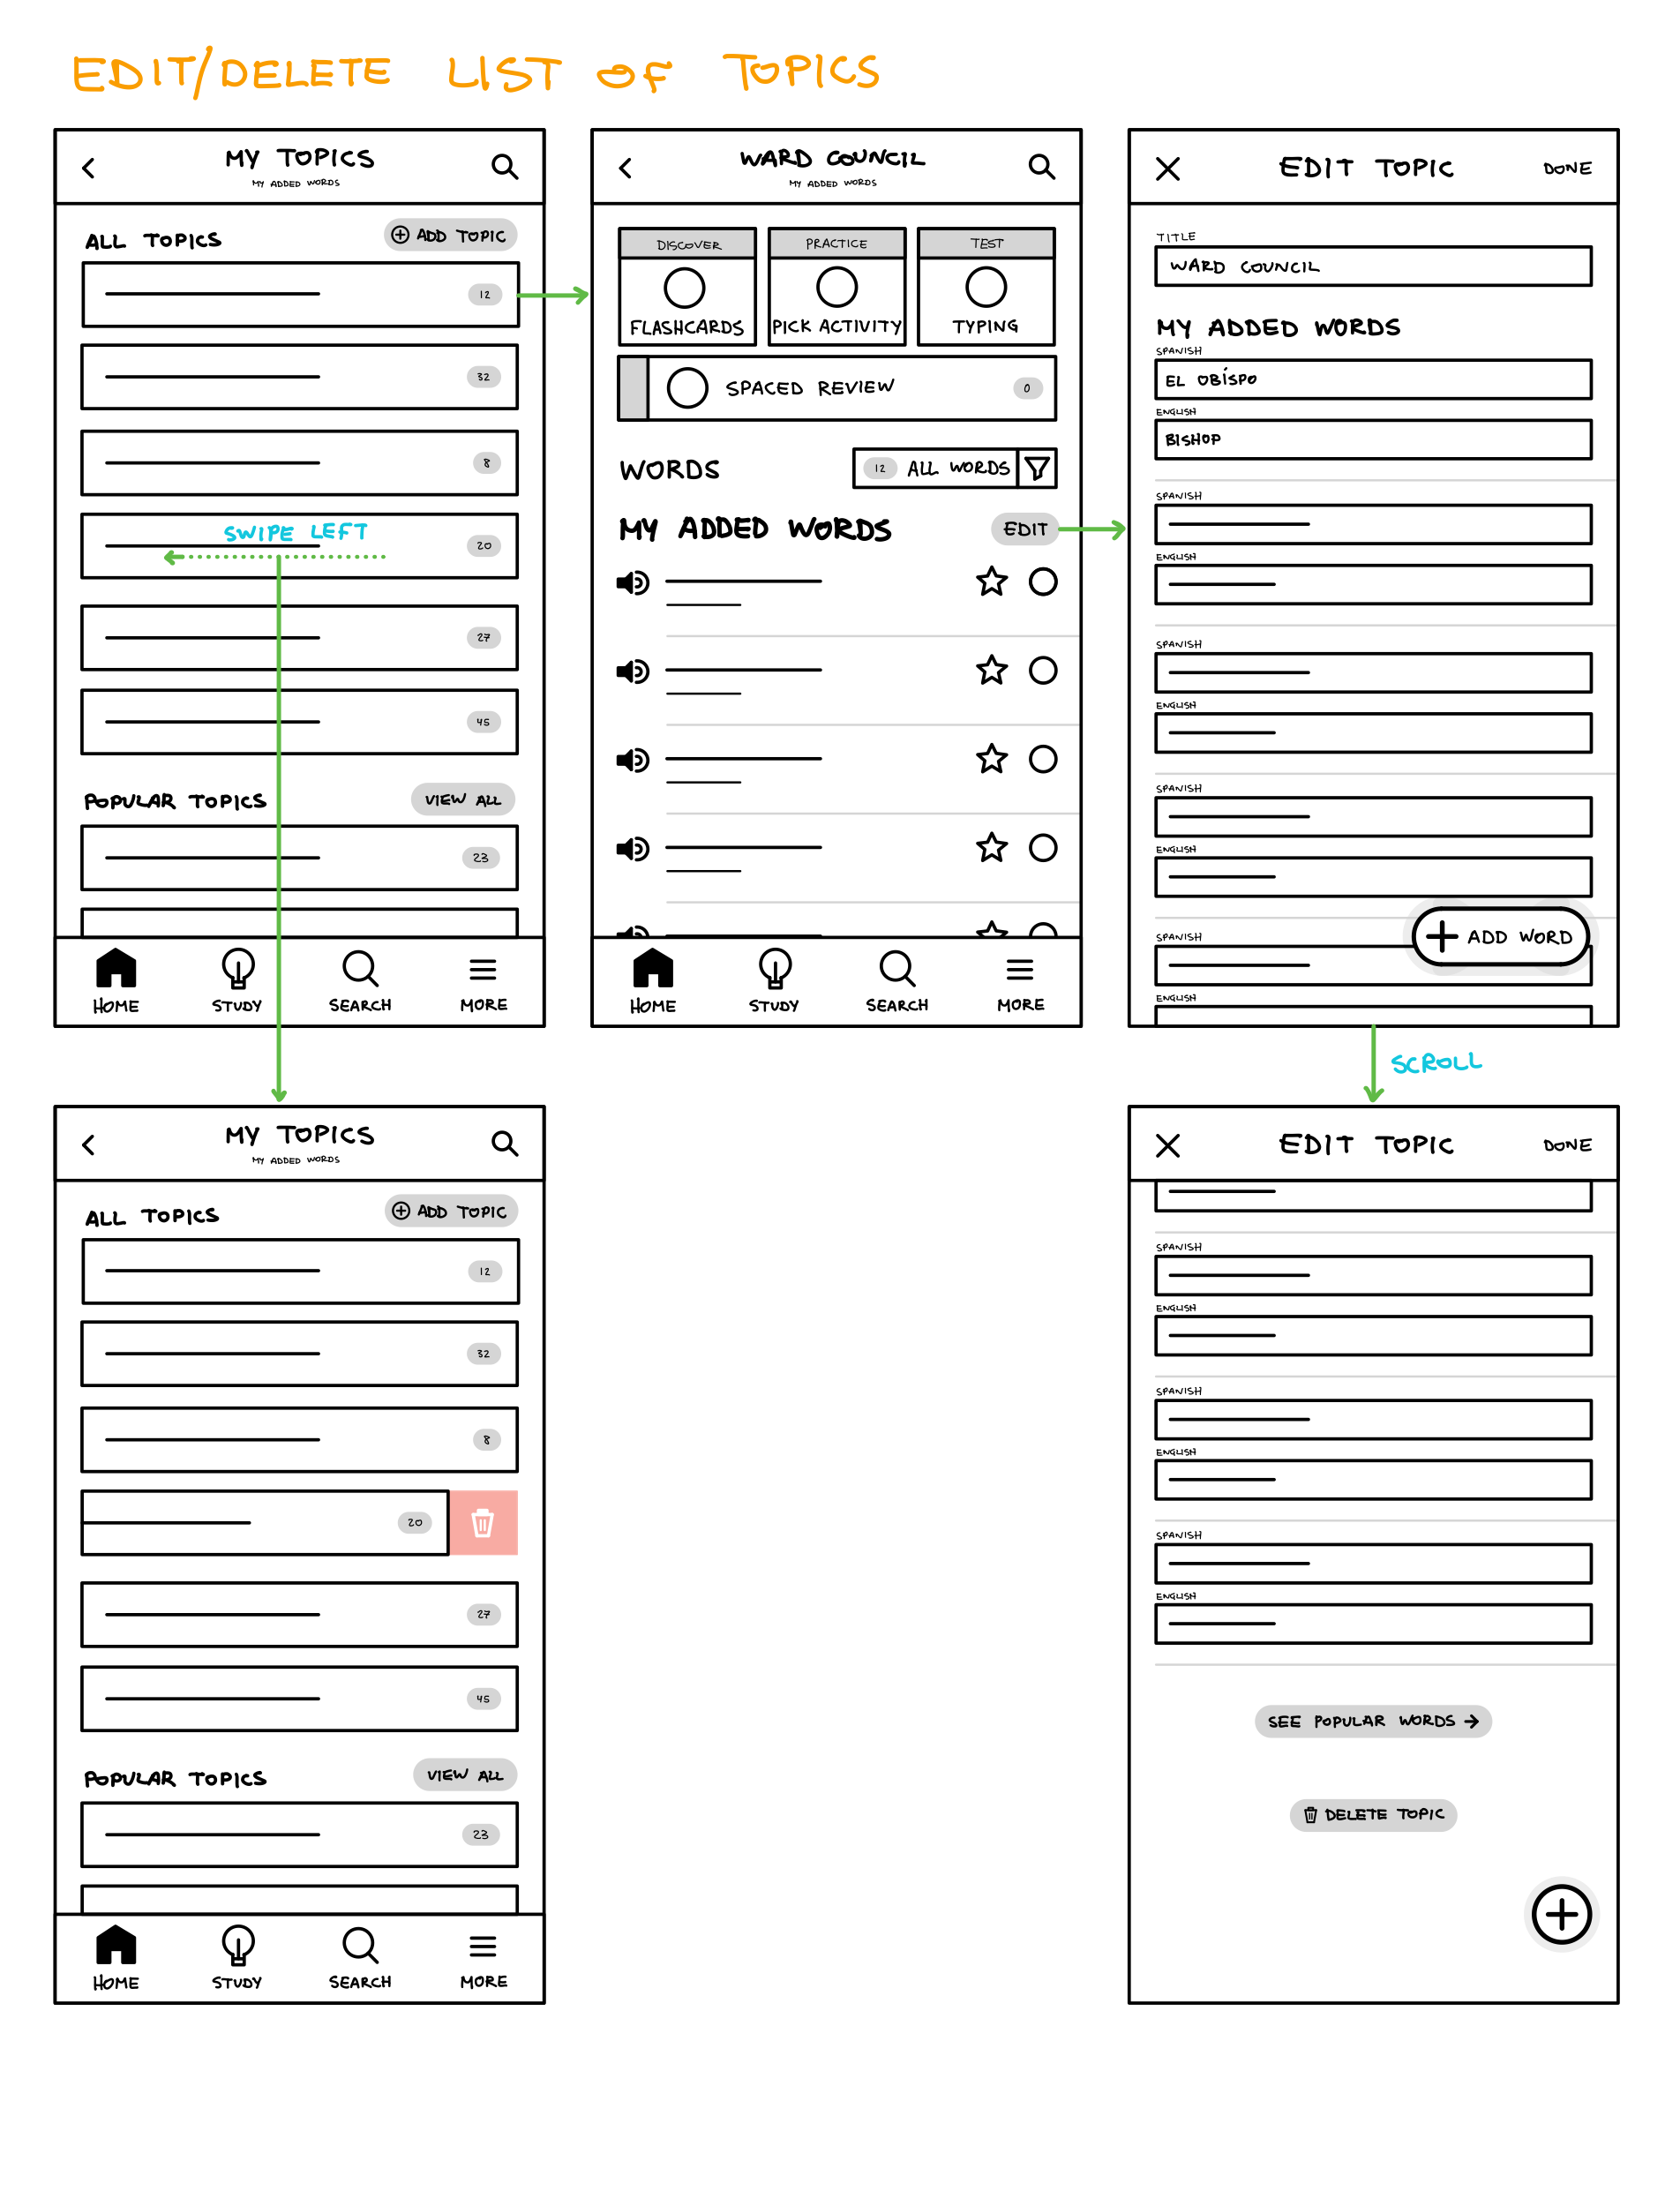 EDIT/DELETE LIST OF TOPICS
MY TOPICS
MY ADDED WORDS
ALL TOPICS
ADD TOPIC
12
32
8
SWIPE LEFT
20
27
45
POPULAR TOPICS
VIEW ALL
23
HOME STUDY SEARCH MORE
WARD COUNCIL
MY ADDED WORDS
DISCOVER PRACTICE TEST
FLASHCARDS PICK ACTIVITY TYPING
SPACED REVIEW 0
WORDS
12 ALL WORDS
MY ADDED WORDS
EDIT
HOME STUDY SEARCH MORE
EDIT TOPIC
DONE
TITLE
WARD COUNCIL
MY ADDED WORDS
SPANISH
EL OBÍSPO
ENGLISH
BISHOP
SPANISH
ENGLISH
SPANISH
ENGLISH
SPANISH
ENGLISH
SPANISH
ADD WORD
ENGLISH
SCROLL
MY TOPICS
MY ADDED WORDS
ALL TOPICS
ADD TOPIC
12
32
8
20
27
45
POPULAR TOPICS
VIEW ALL
23
HOME STUDY SEARCH MORE
EDIT TOPIC
DONE
SPANISH
ENGLISH
SPANISH
ENGLISH
SPANISH
ENGLISH
SEE POPULAR WORDS →
DELETE TOPIC